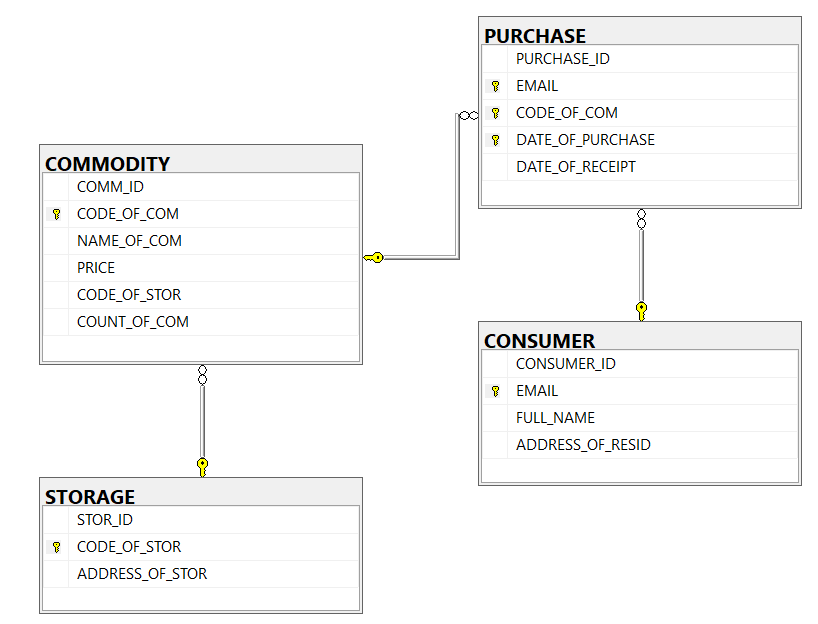 PURCHASE
PURCHASE_ID
EMAIL
CODE_OF_COM
DATE_OF_PURCHASE
DATE_OF_RECEIPT
COMMODITY
COMM_ID
CODE_OF_COM
NAME_OF_COM
PRICE
CODE_OF_STOR
COUNT_OF_COM
CONSUMER
CONSUMER_ID
EMAIL
FULL_NAME
ADDRESS_OF_RESID
STORAGE
STOR_ID
CODE_OF_STOR
ADDRESS_OF_STOR